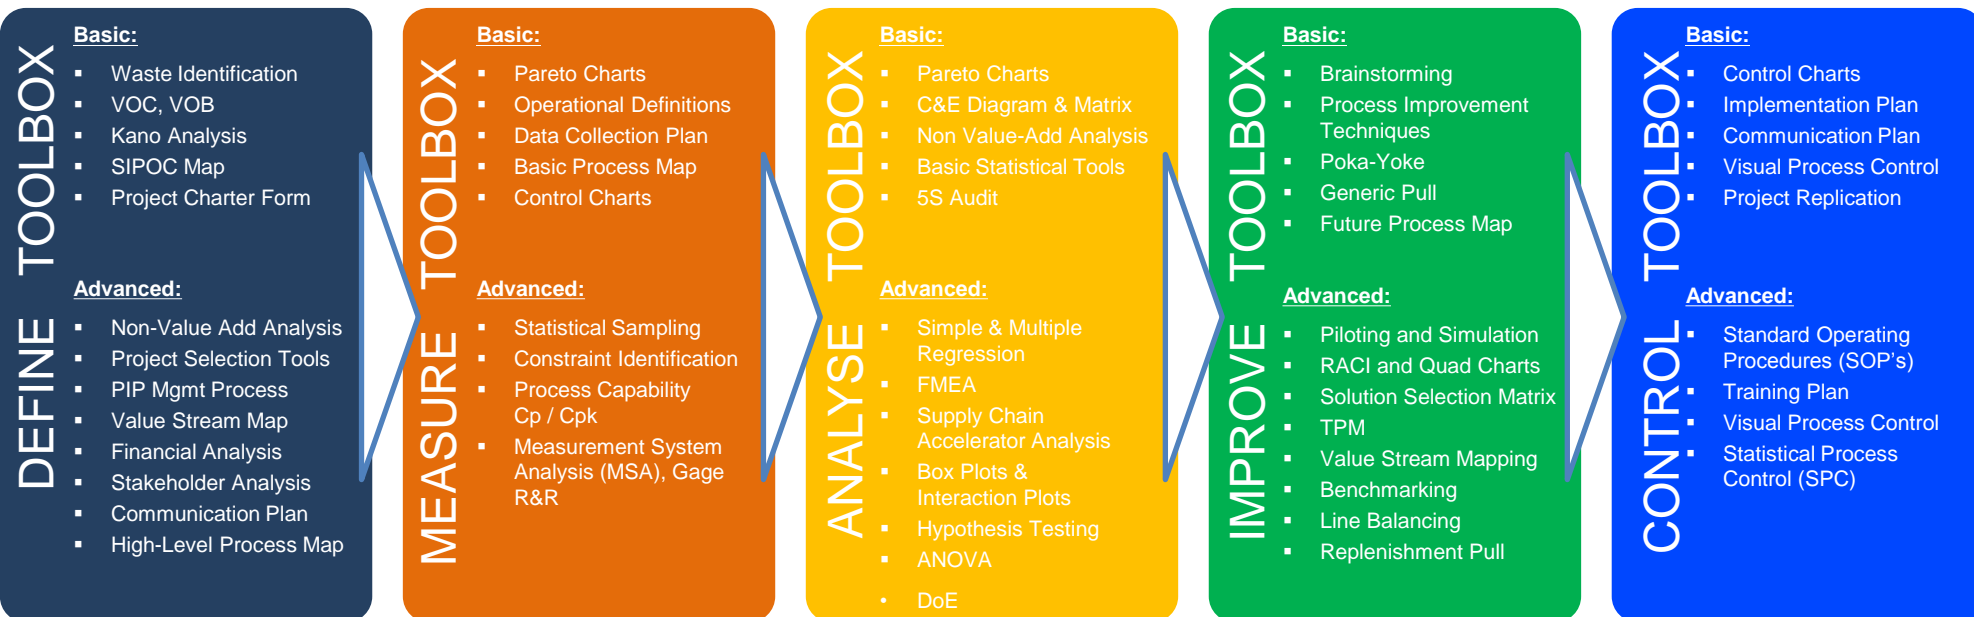 DEFINE TOOLBOX
Basic:
▪ Waste Identification
▪ VOC, VOB
▪ Kano Analysis
▪ SIPOC Map
▪ Project Charter Form
Advanced:
▪ Non-Value Add Analysis
▪ Project Selection Tools
▪ PIP Mgmt Process
▪ Value Stream Map
▪ Financial Analysis
▪ Stakeholder Analysis
▪ Communication Plan
▪ High-Level Process Map
MEASURE TOOLBOX
Basic:
▪ Pareto Charts
▪ Operational Definitions
▪ Data Collection Plan
▪ Basic Process Map
▪ Control Charts
Advanced:
▪ Statistical Sampling
▪ Constraint Identification
▪ Process Capability
Cp / Cpk
▪ Measurement System
Analysis (MSA), Gage
R&R
ANALYSE TOOLBOX
Basic:
▪ Pareto Charts
▪ C&E Diagram & Matrix
▪ Non Value-Add Analysis
▪ Basic Statistical Tools
▪ 5S Audit
Advanced:
▪ Simple & Multiple
Regression
▪ FMEA
▪ Supply Chain
Accelerator Analysis
▪ Box Plots &
Interaction Plots
▪ Hypothesis Testing
▪ ANOVA
• DoE
IMPROVE TOOLBOX
Basic:
▪ Brainstorming
▪ Process Improvement
Techniques
▪ Poka-Yoke
▪ Generic Pull
▪ Future Process Map
Advanced:
▪ Piloting and Simulation
▪ RACI and Quad Charts
▪ Solution Selection Matrix
▪ TPM
▪ Value Stream Mapping
▪ Benchmarking
▪ Line Balancing
▪ Replenishment Pull
CONTROL TOOLBOX
Basic:
▪ Control Charts
▪ Implementation Plan
▪ Communication Plan
▪ Visual Process Control
▪ Project Replication
Advanced:
▪ Standard Operating
Procedures (SOP’s)
▪ Training Plan
▪ Visual Process Control
▪ Statistical Process
Control (SPC)